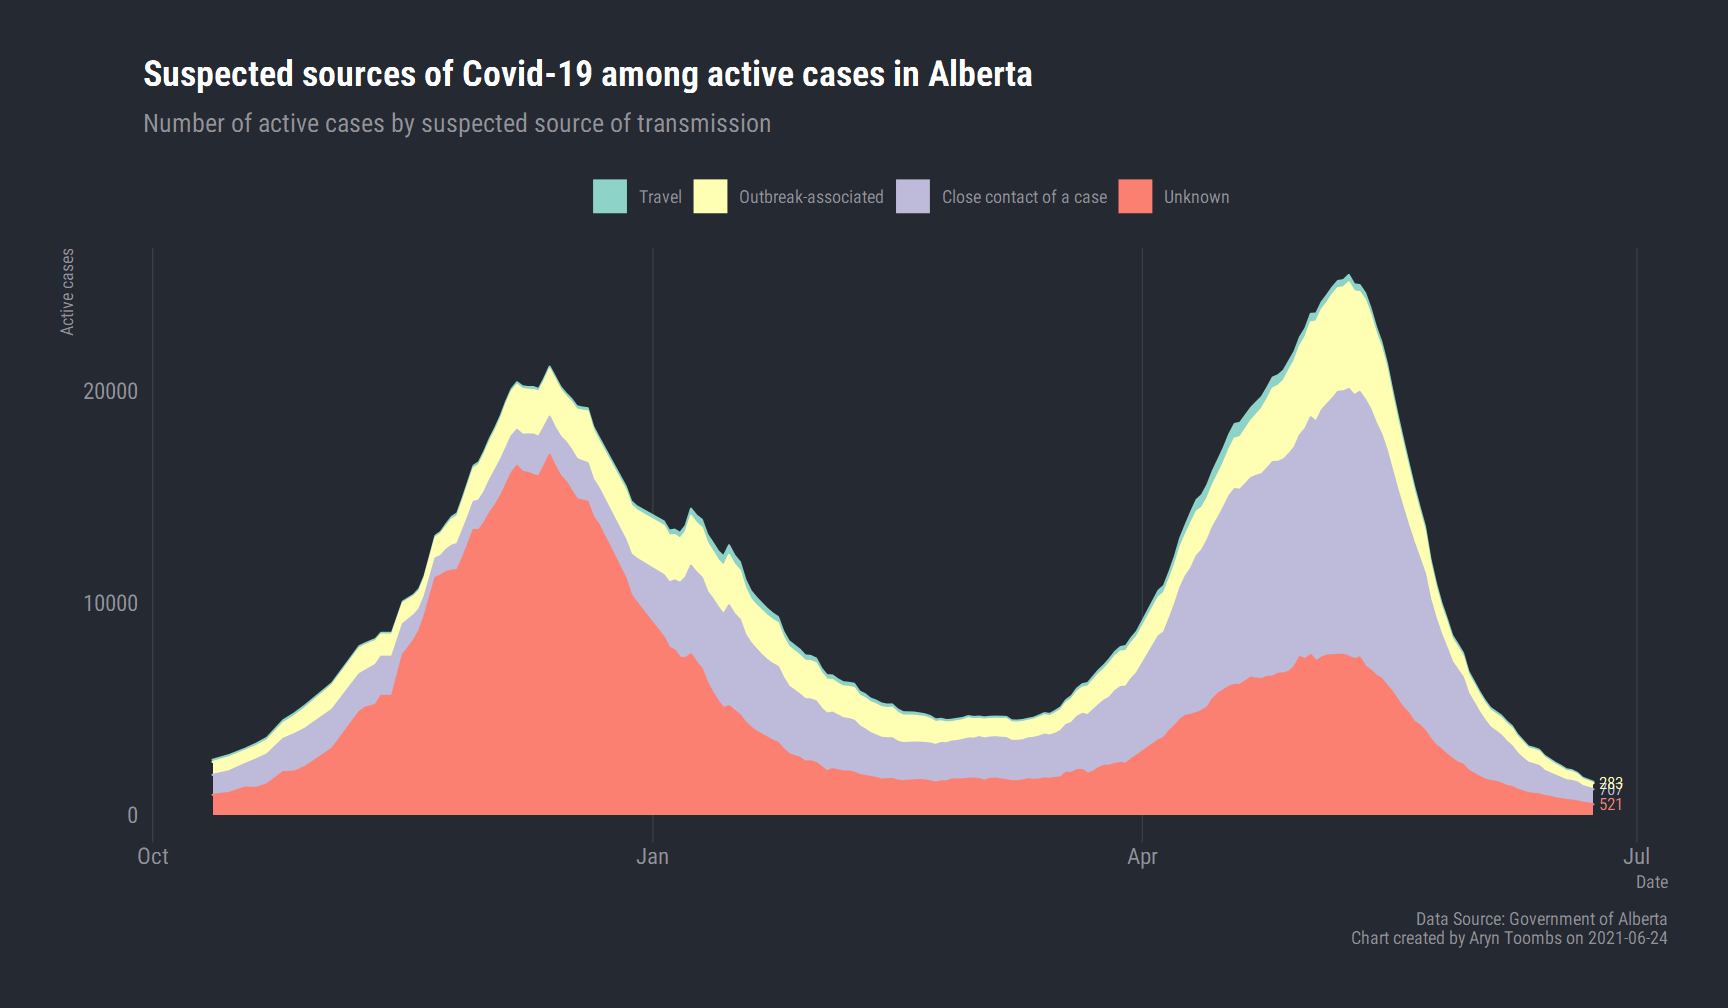 Suspected sources of Covid-19 among active cases in Alberta
Number of active cases by suspected source of transmission
Travel Outbreak-associated Close contact of a case Unknown
Active cases
20000
10000
0
283
521
Oct Jan Apr Jul
Date
Data Source: Government of Alberta
Chart created by Aryn Toombs on 2021-06-24